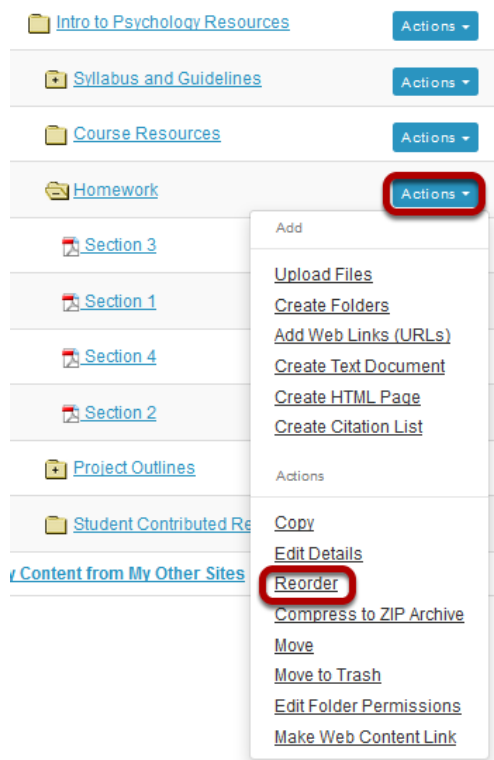 Intro to Psychology Resources Actions
Syllabus and Guidelines Actions
Course Resources Actions
Homework Actions
Add
Section 3
Upload Files
Section 1
Create Folders
Add Web Links (URLs)
Section 4
Create Text Document
Create HTML Page
Section 2
Create Citation List
Project Outlines
Actions
Student Contributed Re
Copy
Edit Details
y Content from My Other Sites
Reorder
Compress to ZIP Archive
Move
Move to Trash
Edit Folder Permissions
Make Web Content Link